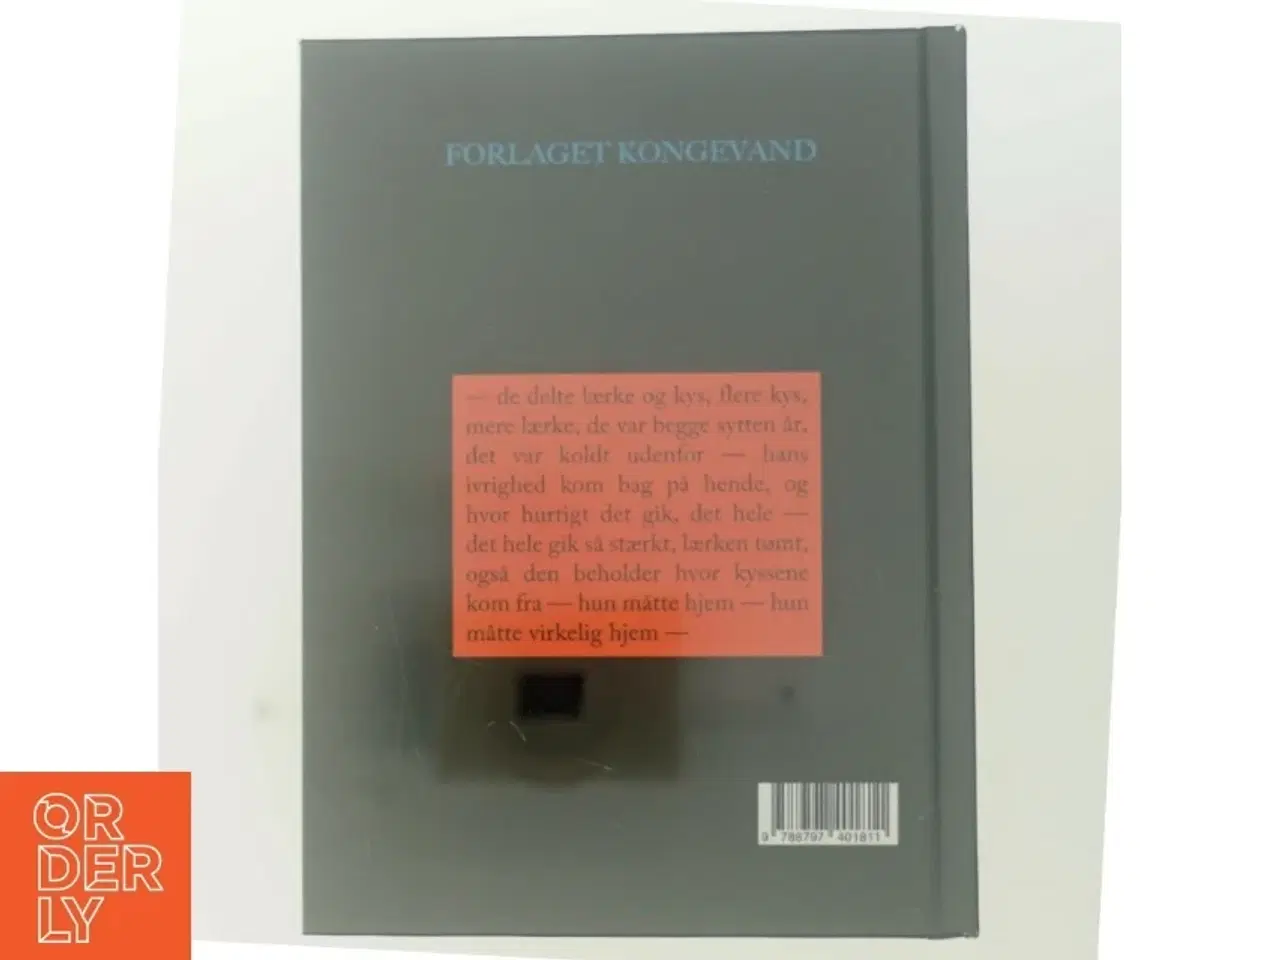 FORLAGET KONGEVAND
— de delte lærke og kys, flere kys,
mere lærke, de var begge sytten år,
det var koldt udenfor — hans
ivrighed kom bag på hende, og
hvor hurtigt det gik, det hele —
det hele gik så stærkt, lærken tømt,
også den beholder hvor kyssene
kom fra — hun måtte hjem — hun
måtte virkelig hjem —
9 788797 401811
ORDERLY